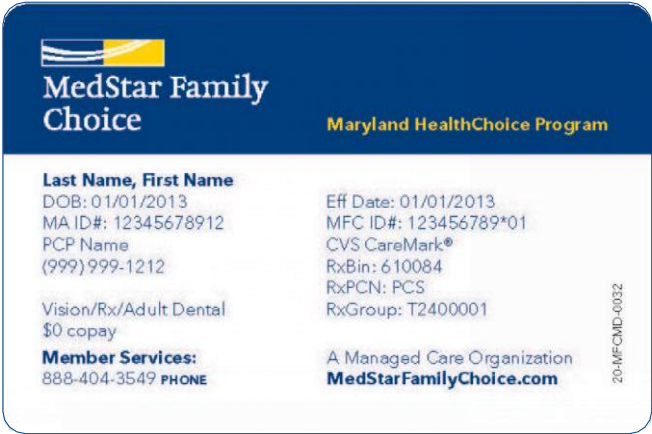 MedStar Family
Choice
Maryland HealthChoice Program
Last Name, First Name
DOB: 01/01/2013
MA ID#: 12345678912
PCP Name
(999)999-1212
Vision/Rx/Adult Dental
$0 copay
Member Services:
888-404-3549 PHONE
Eff Date: 01/01/2013
MFC ID#: 123456789*01
CVS CareMark®
RxBin: 610084
RxPCN: PCS
RxGroup: T2400001
A Managed Care Organization
MedStarFamilyChoice.com
20-MFCMD-0032